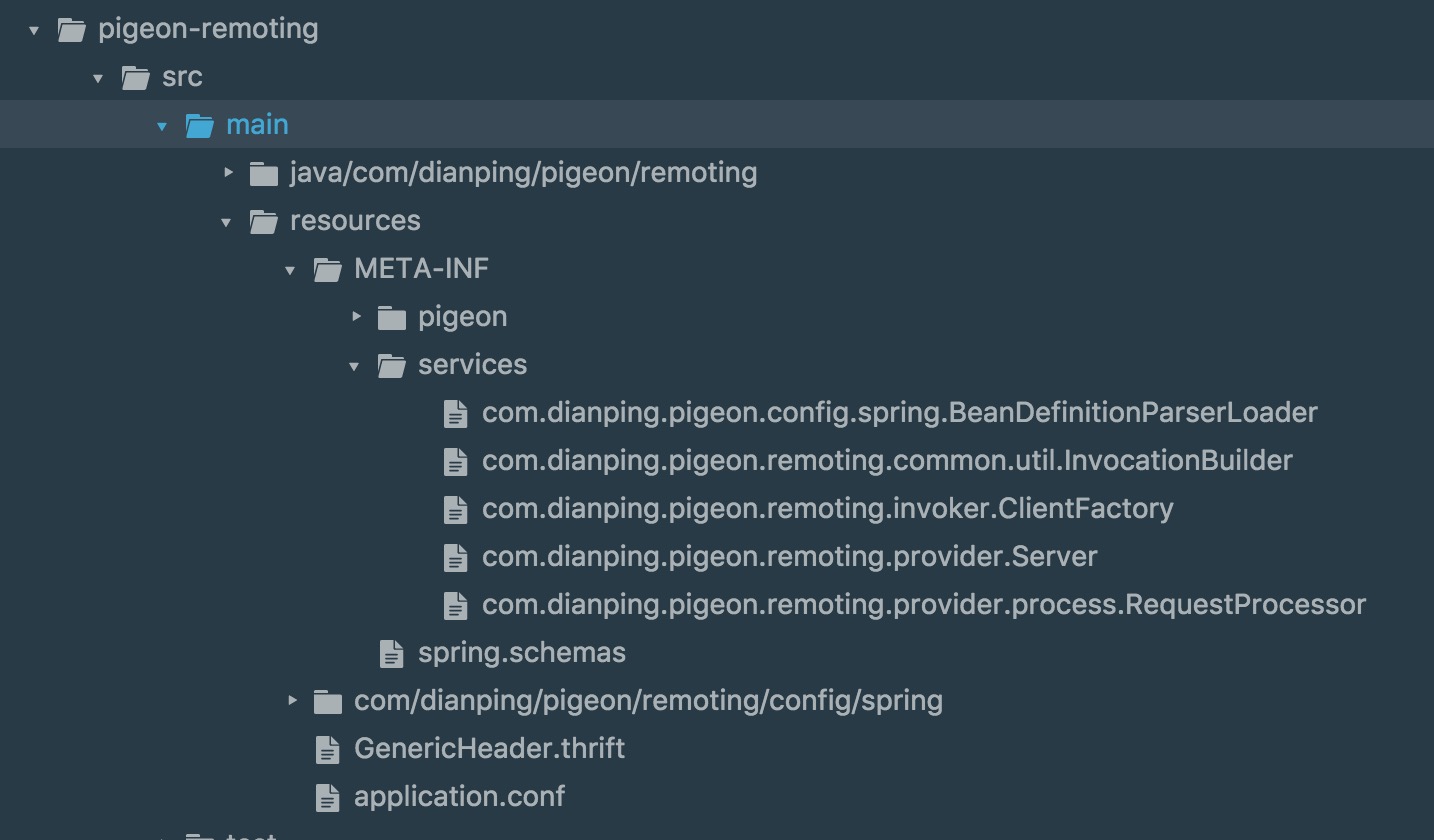 pigeon-remoting
src
main
java/com/dianping/pigeon/remoting
resources
META-INF
pigeon
services
com.dianping.pigeon.config.spring.BeanDefinitionParserLoader
com.dianping.pigeon.remoting.common.util.InvocationBuilder
com.dianping.pigeon.remoting.invoker.ClientFactory
com.dianping.pigeon.remoting.provider.Server
com.dianping.pigeon.remoting.provider.process.RequestProcessor
spring.schemas
com/dianping/pigeon/remoting/config/spring
GenericHeader.thrift
application.conf